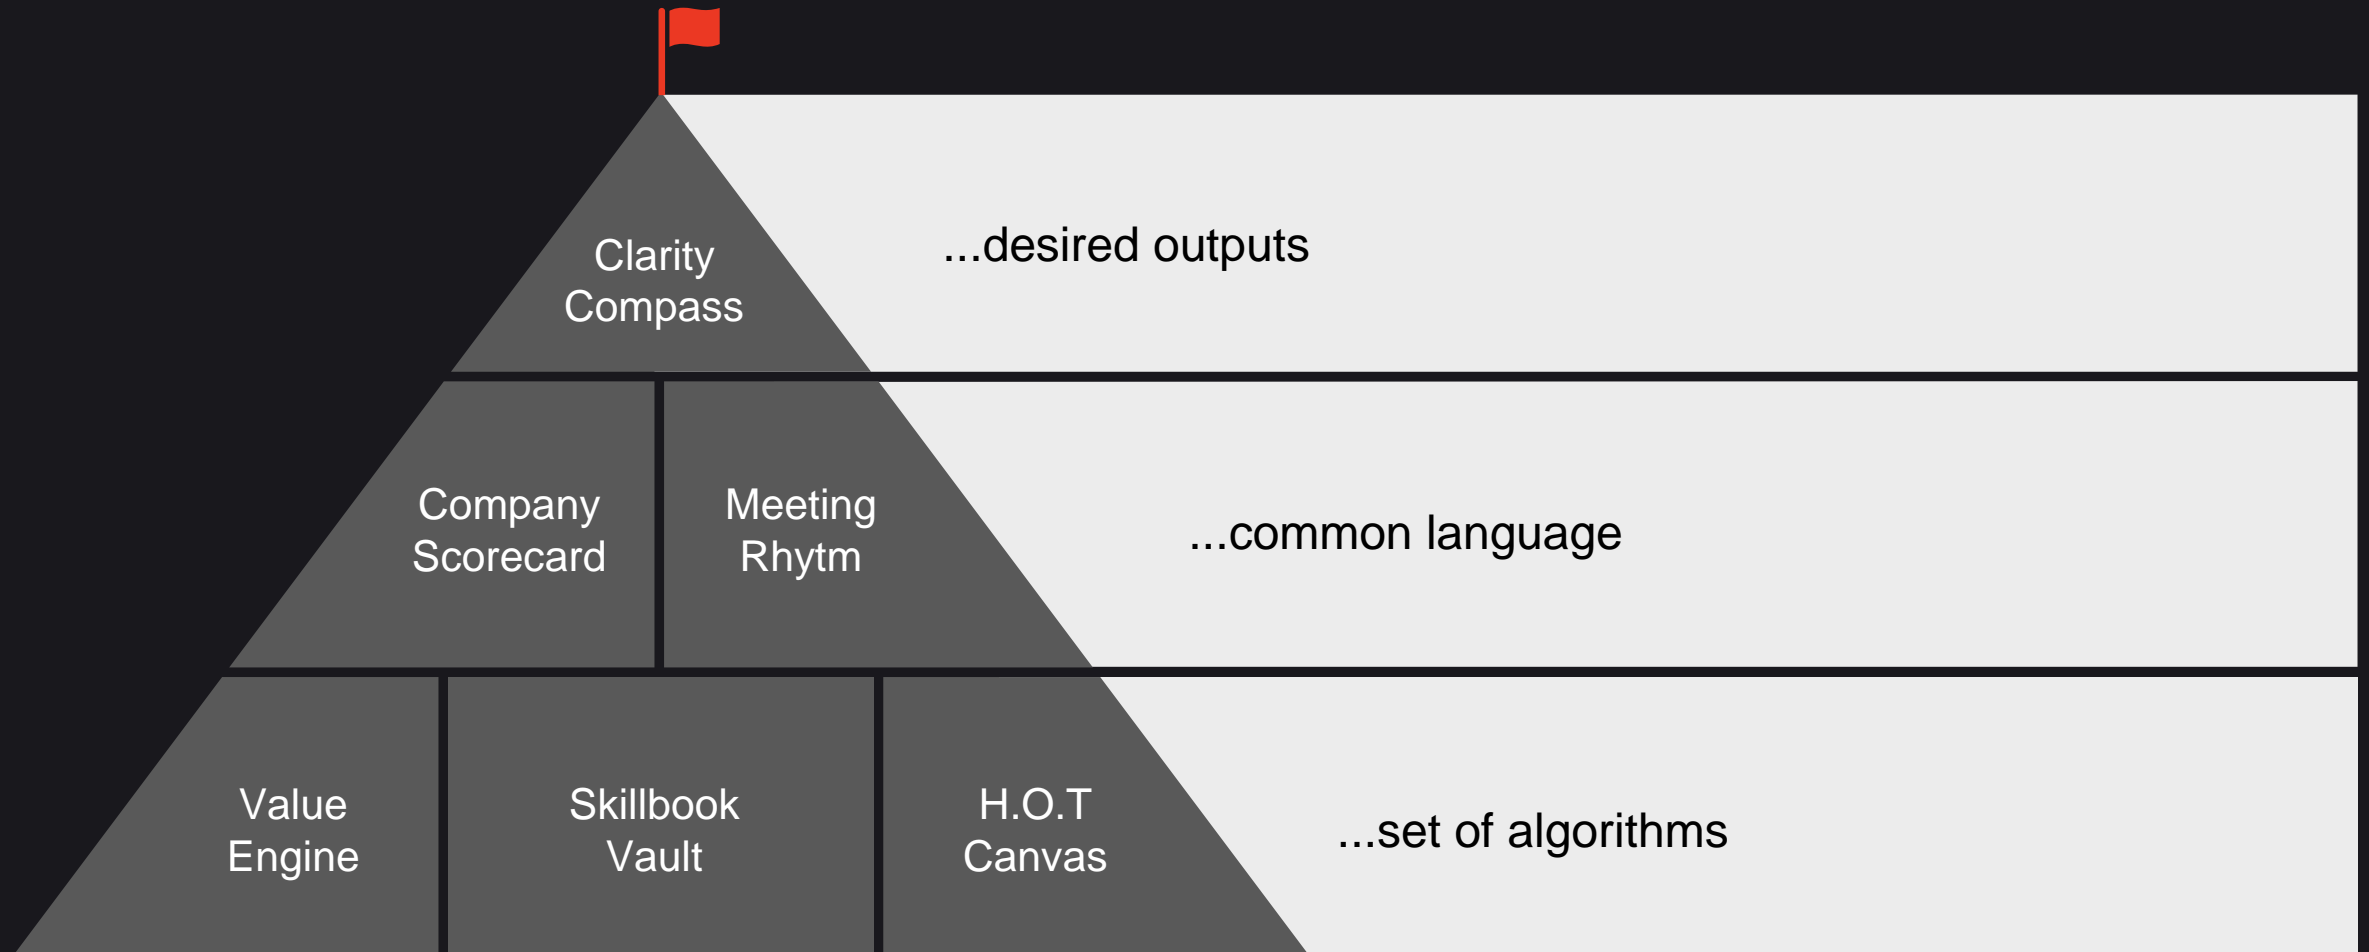 Clarity
Compass
...desired outputs
Company
Scorecard
Meeting
Rhytm
...common language
Value
Engine
Skillbook
Vault
H.O.T
Canvas
...set of algorithms